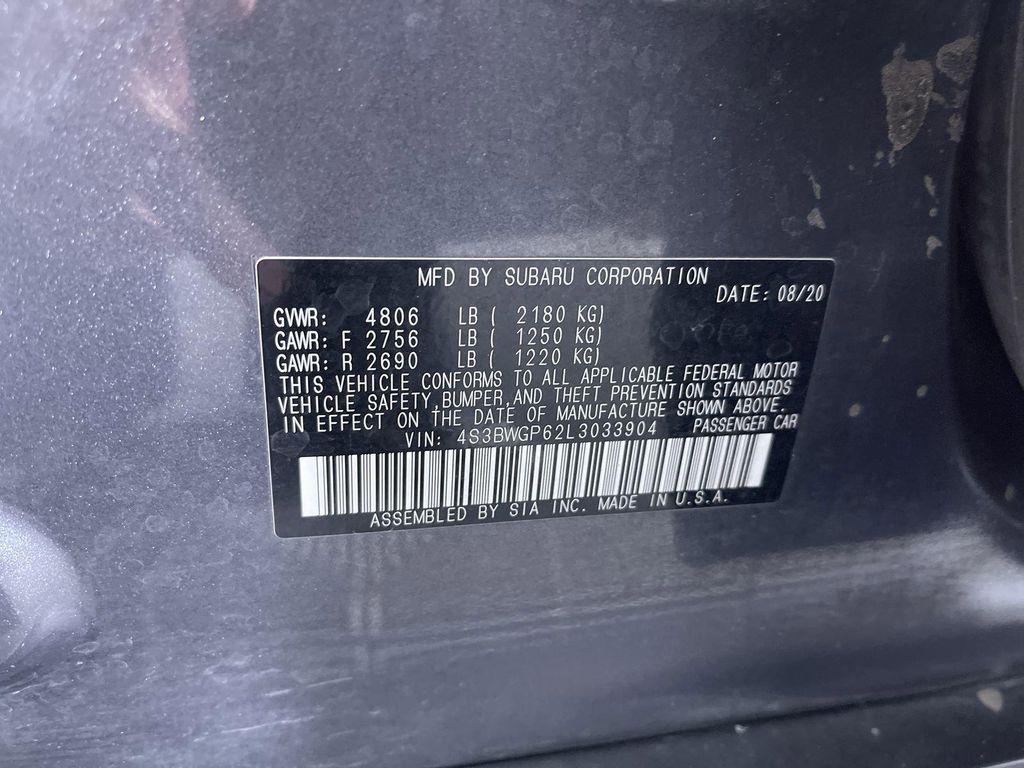 MFD BY SUBARU CORPORATION
DATE: 08/20
GVWR: 4806 LB ( 2180 KG)
GAWR: F 2756 LB ( 1250 KG)
GAWR: R 2690 LB ( 1220 KG)
THIS VEHICLE CONFORMS TO ALL APPLICABLE FEDERAL MOTOR
VEHICLE SAFETY, BUMPER, AND THEFT PREVENTION STANDARDS
IN EFFECT ON THE DATE OF MANUFACTURE SHOWN ABOVE.
VIN: 4S3BWGP62L3033904 PASSENGER CAR
ASSEMBLED BY SIA INC. MADE IN U.S.A.